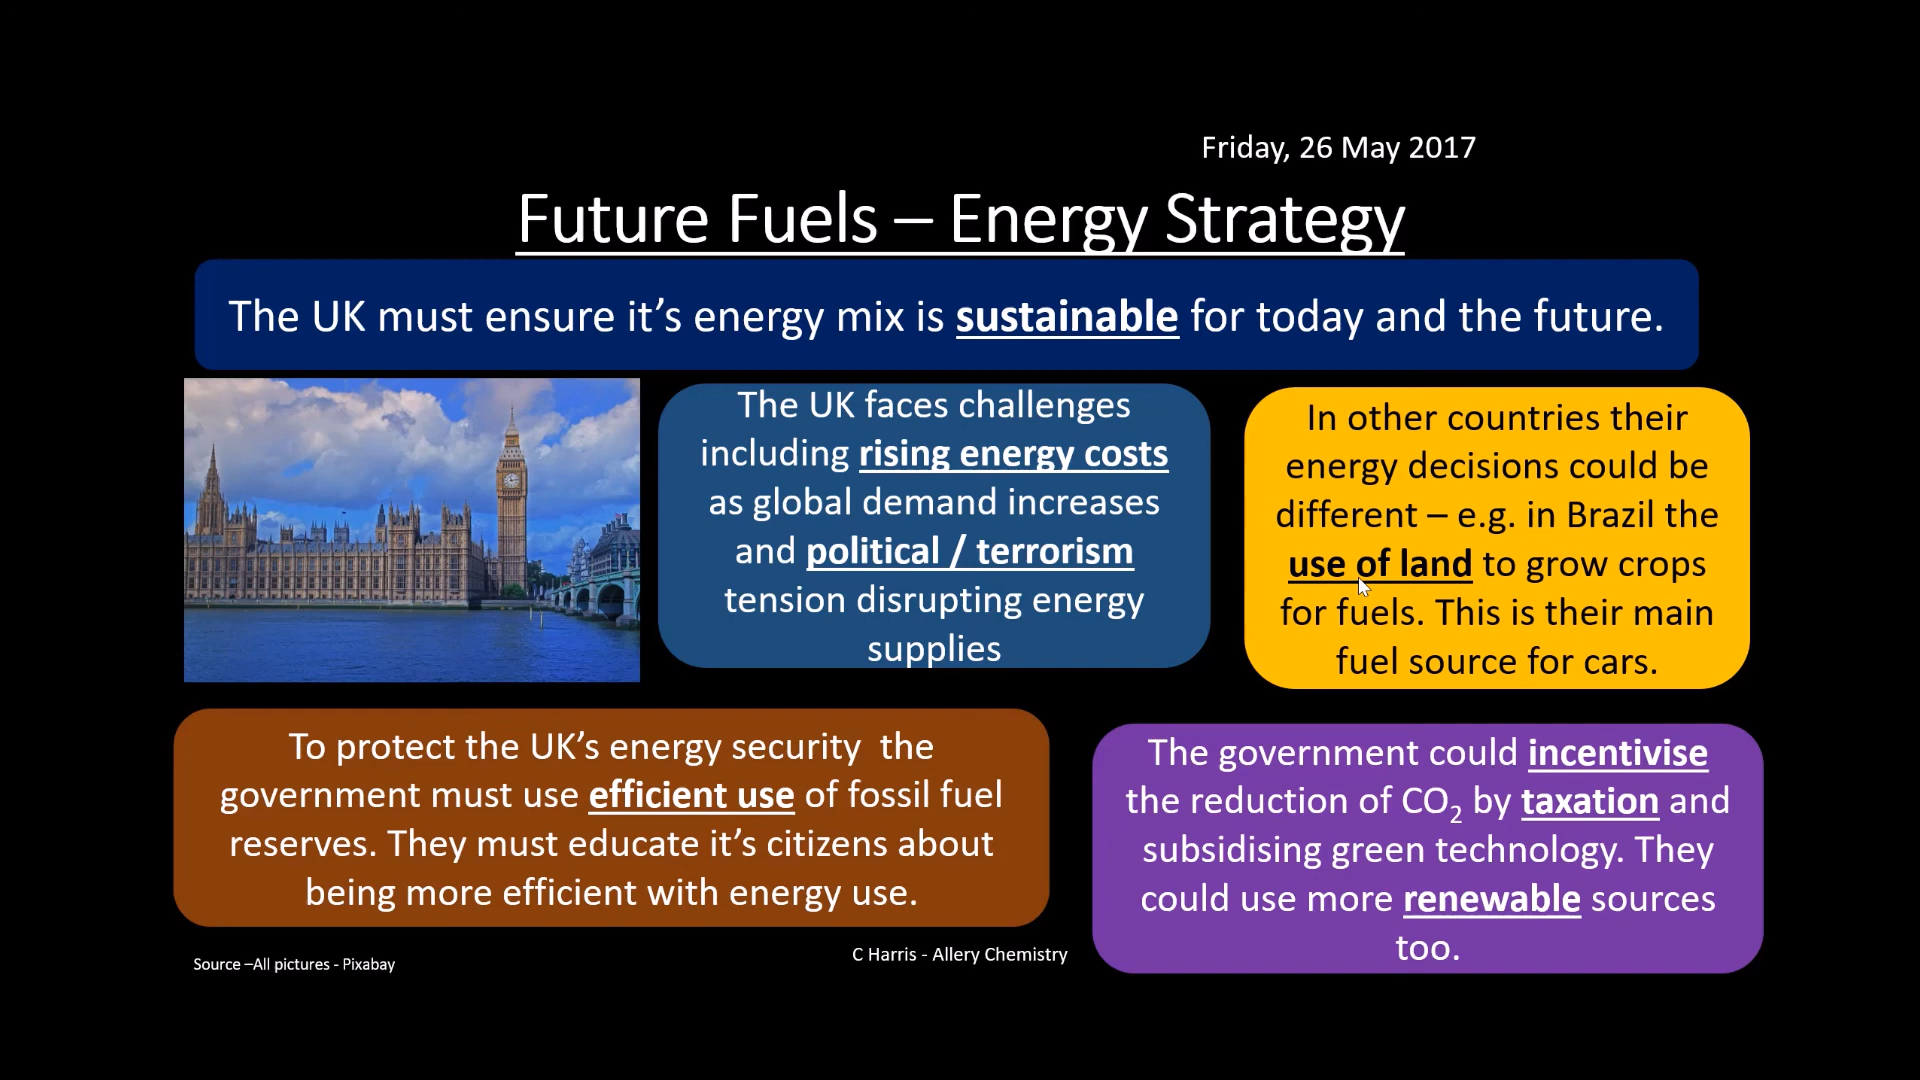 Friday, 26 May 2017
Future Fuels – Energy Strategy
The UK must ensure it’s energy mix is sustainable for today and the future.
The UK faces challenges
including rising energy costs
as global demand increases
and political / terrorism
tension disrupting energy
supplies
In other countries their
energy decisions could be
different – e.g. in Brazil the
use of land to grow crops
for fuels. This is their main
fuel source for cars.
To protect the UK’s energy security  the
government must use efficient use of fossil fuel
reserves. They must educate it’s citizens about
being more efficient with energy use.
The government could incentivise
the reduction of CO₂ by taxation and
subsidising green technology. They
could use more renewable sources
too.
Source –All pictures - Pixabay
C Harris - Allery Chemistry